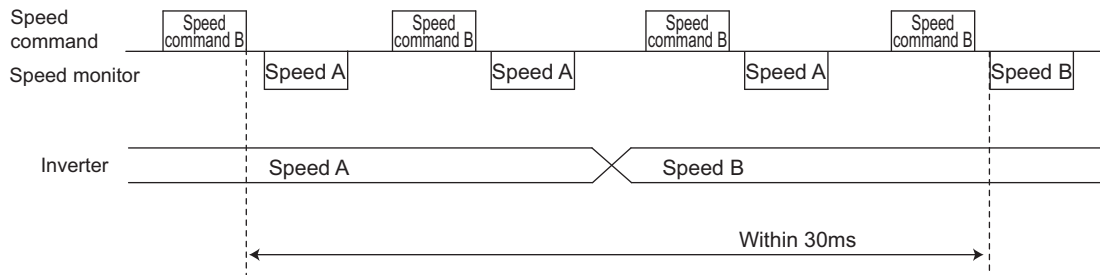 Speed
command
Speed
command B
Speed
command B
Speed
command B
Speed
command B
Speed monitor
Speed A
Speed A
Speed A
Speed B
Inverter
Speed A
Speed B
Within 30ms